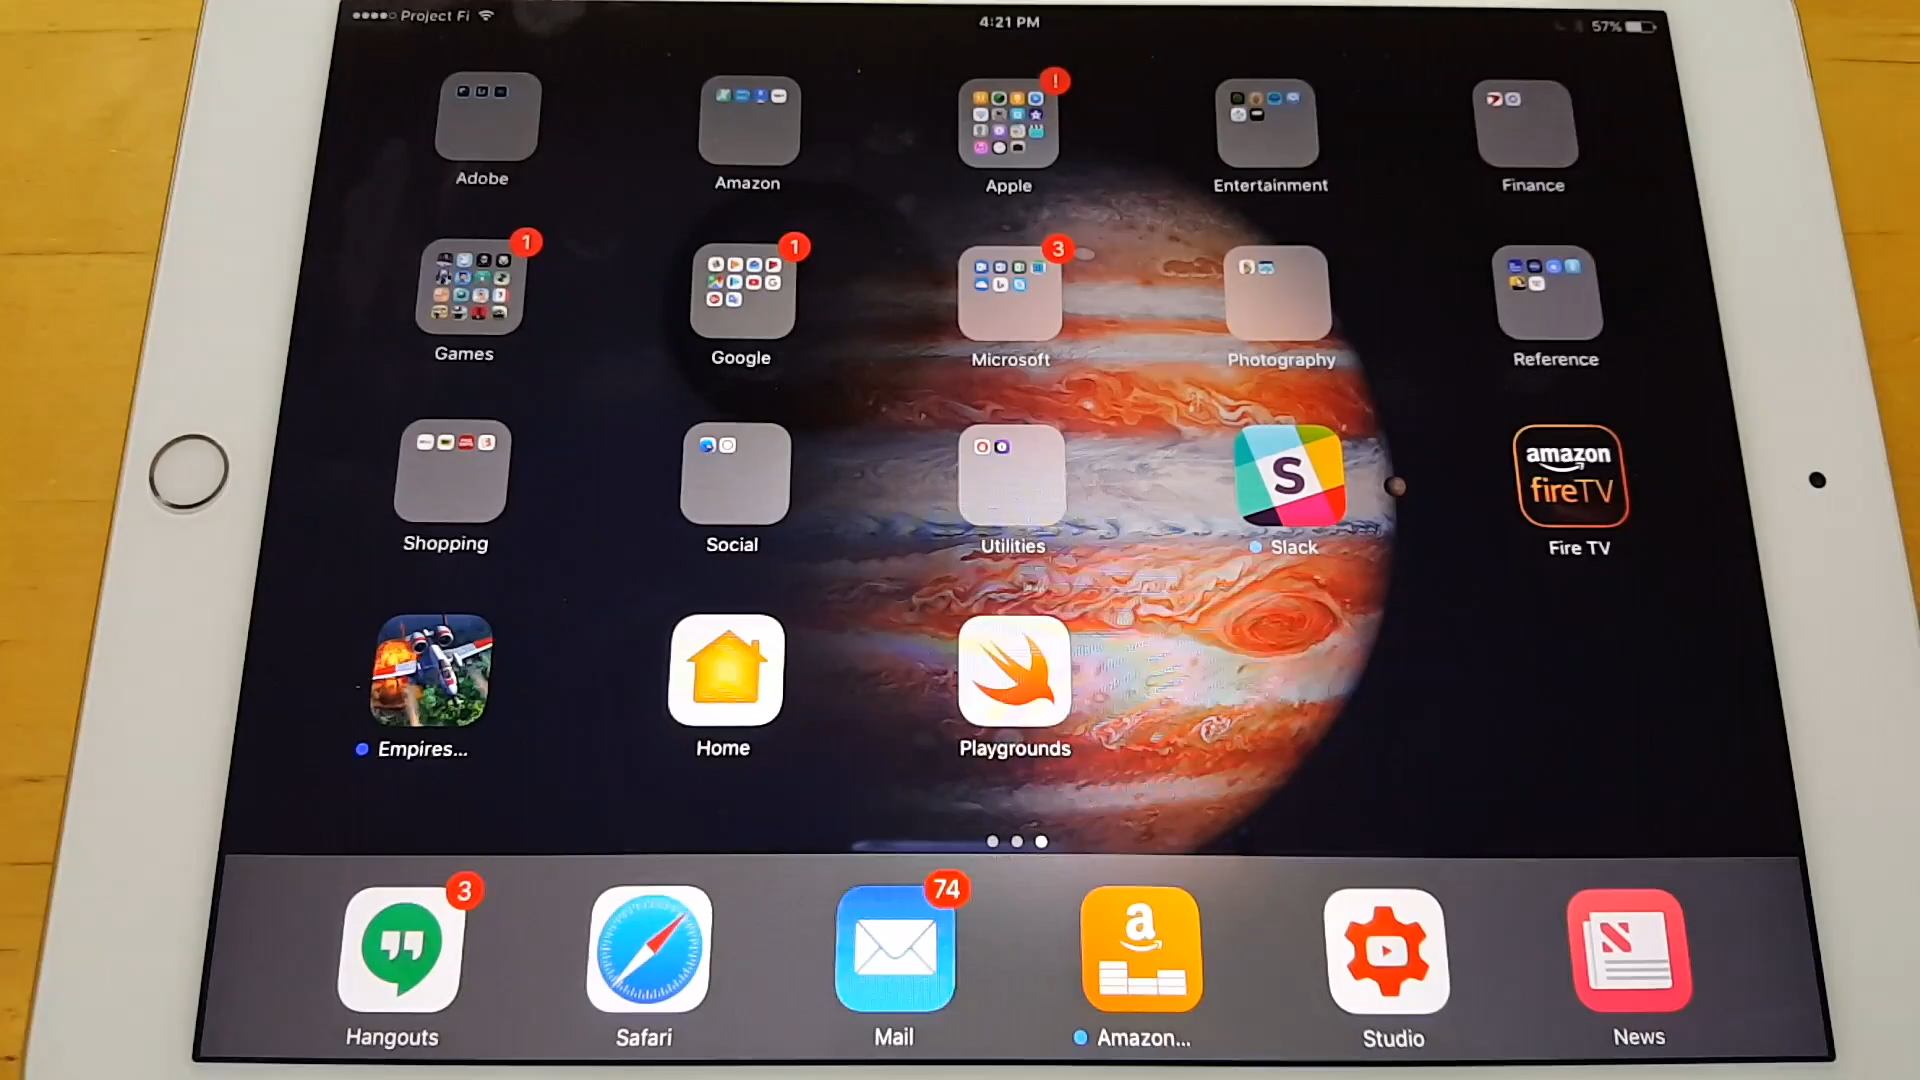 Project Fi
4:21 PM
57%
!
Adobe
Amazon
Apple
Entertainment
Finance
1
1
3
Games
Google
Microsoft
Photography
Reference
S
amazon
fireTV
Shopping
Social
Utilities
Slack
Fire TV
Empires...
Home
Playgrounds
3
74
a
N
Hangouts
Safari
Mail
Amazon...
Studio
News